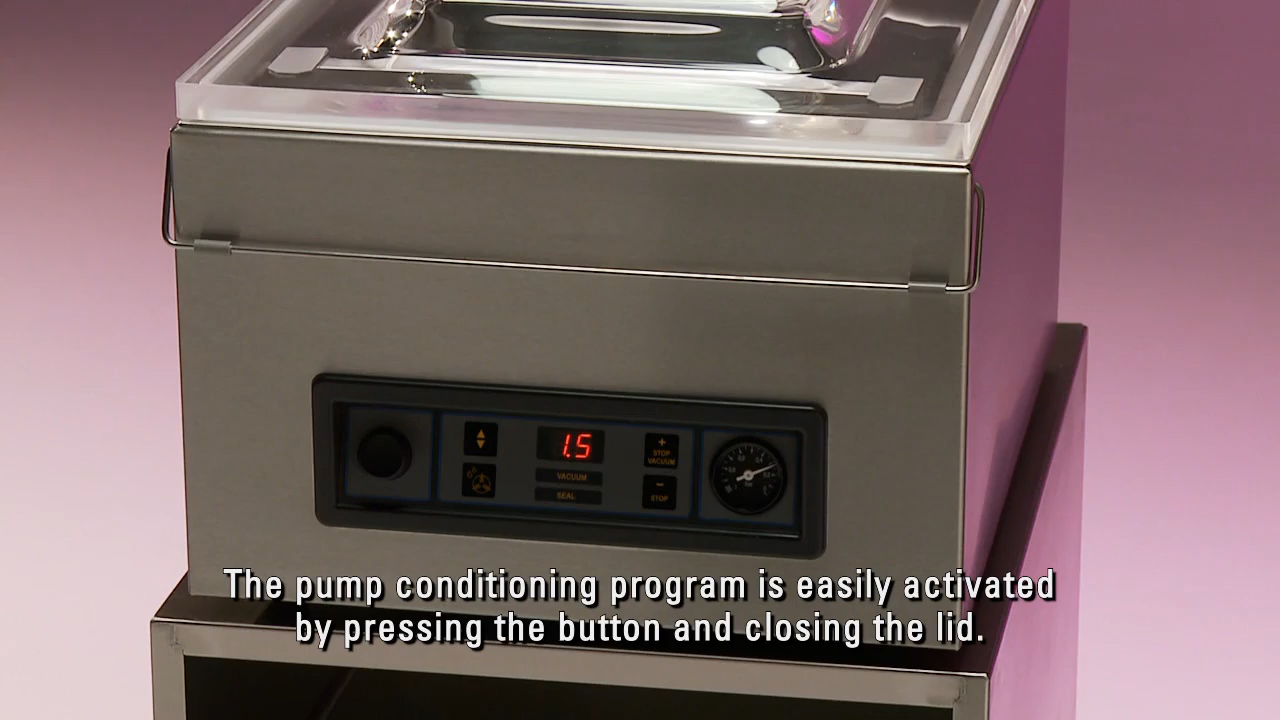 1.5
+
STOP
VACUUM
VACUUM
SEAL
-
STOP
The pump conditioning program is easily activated
by pressing the button and closing the lid.